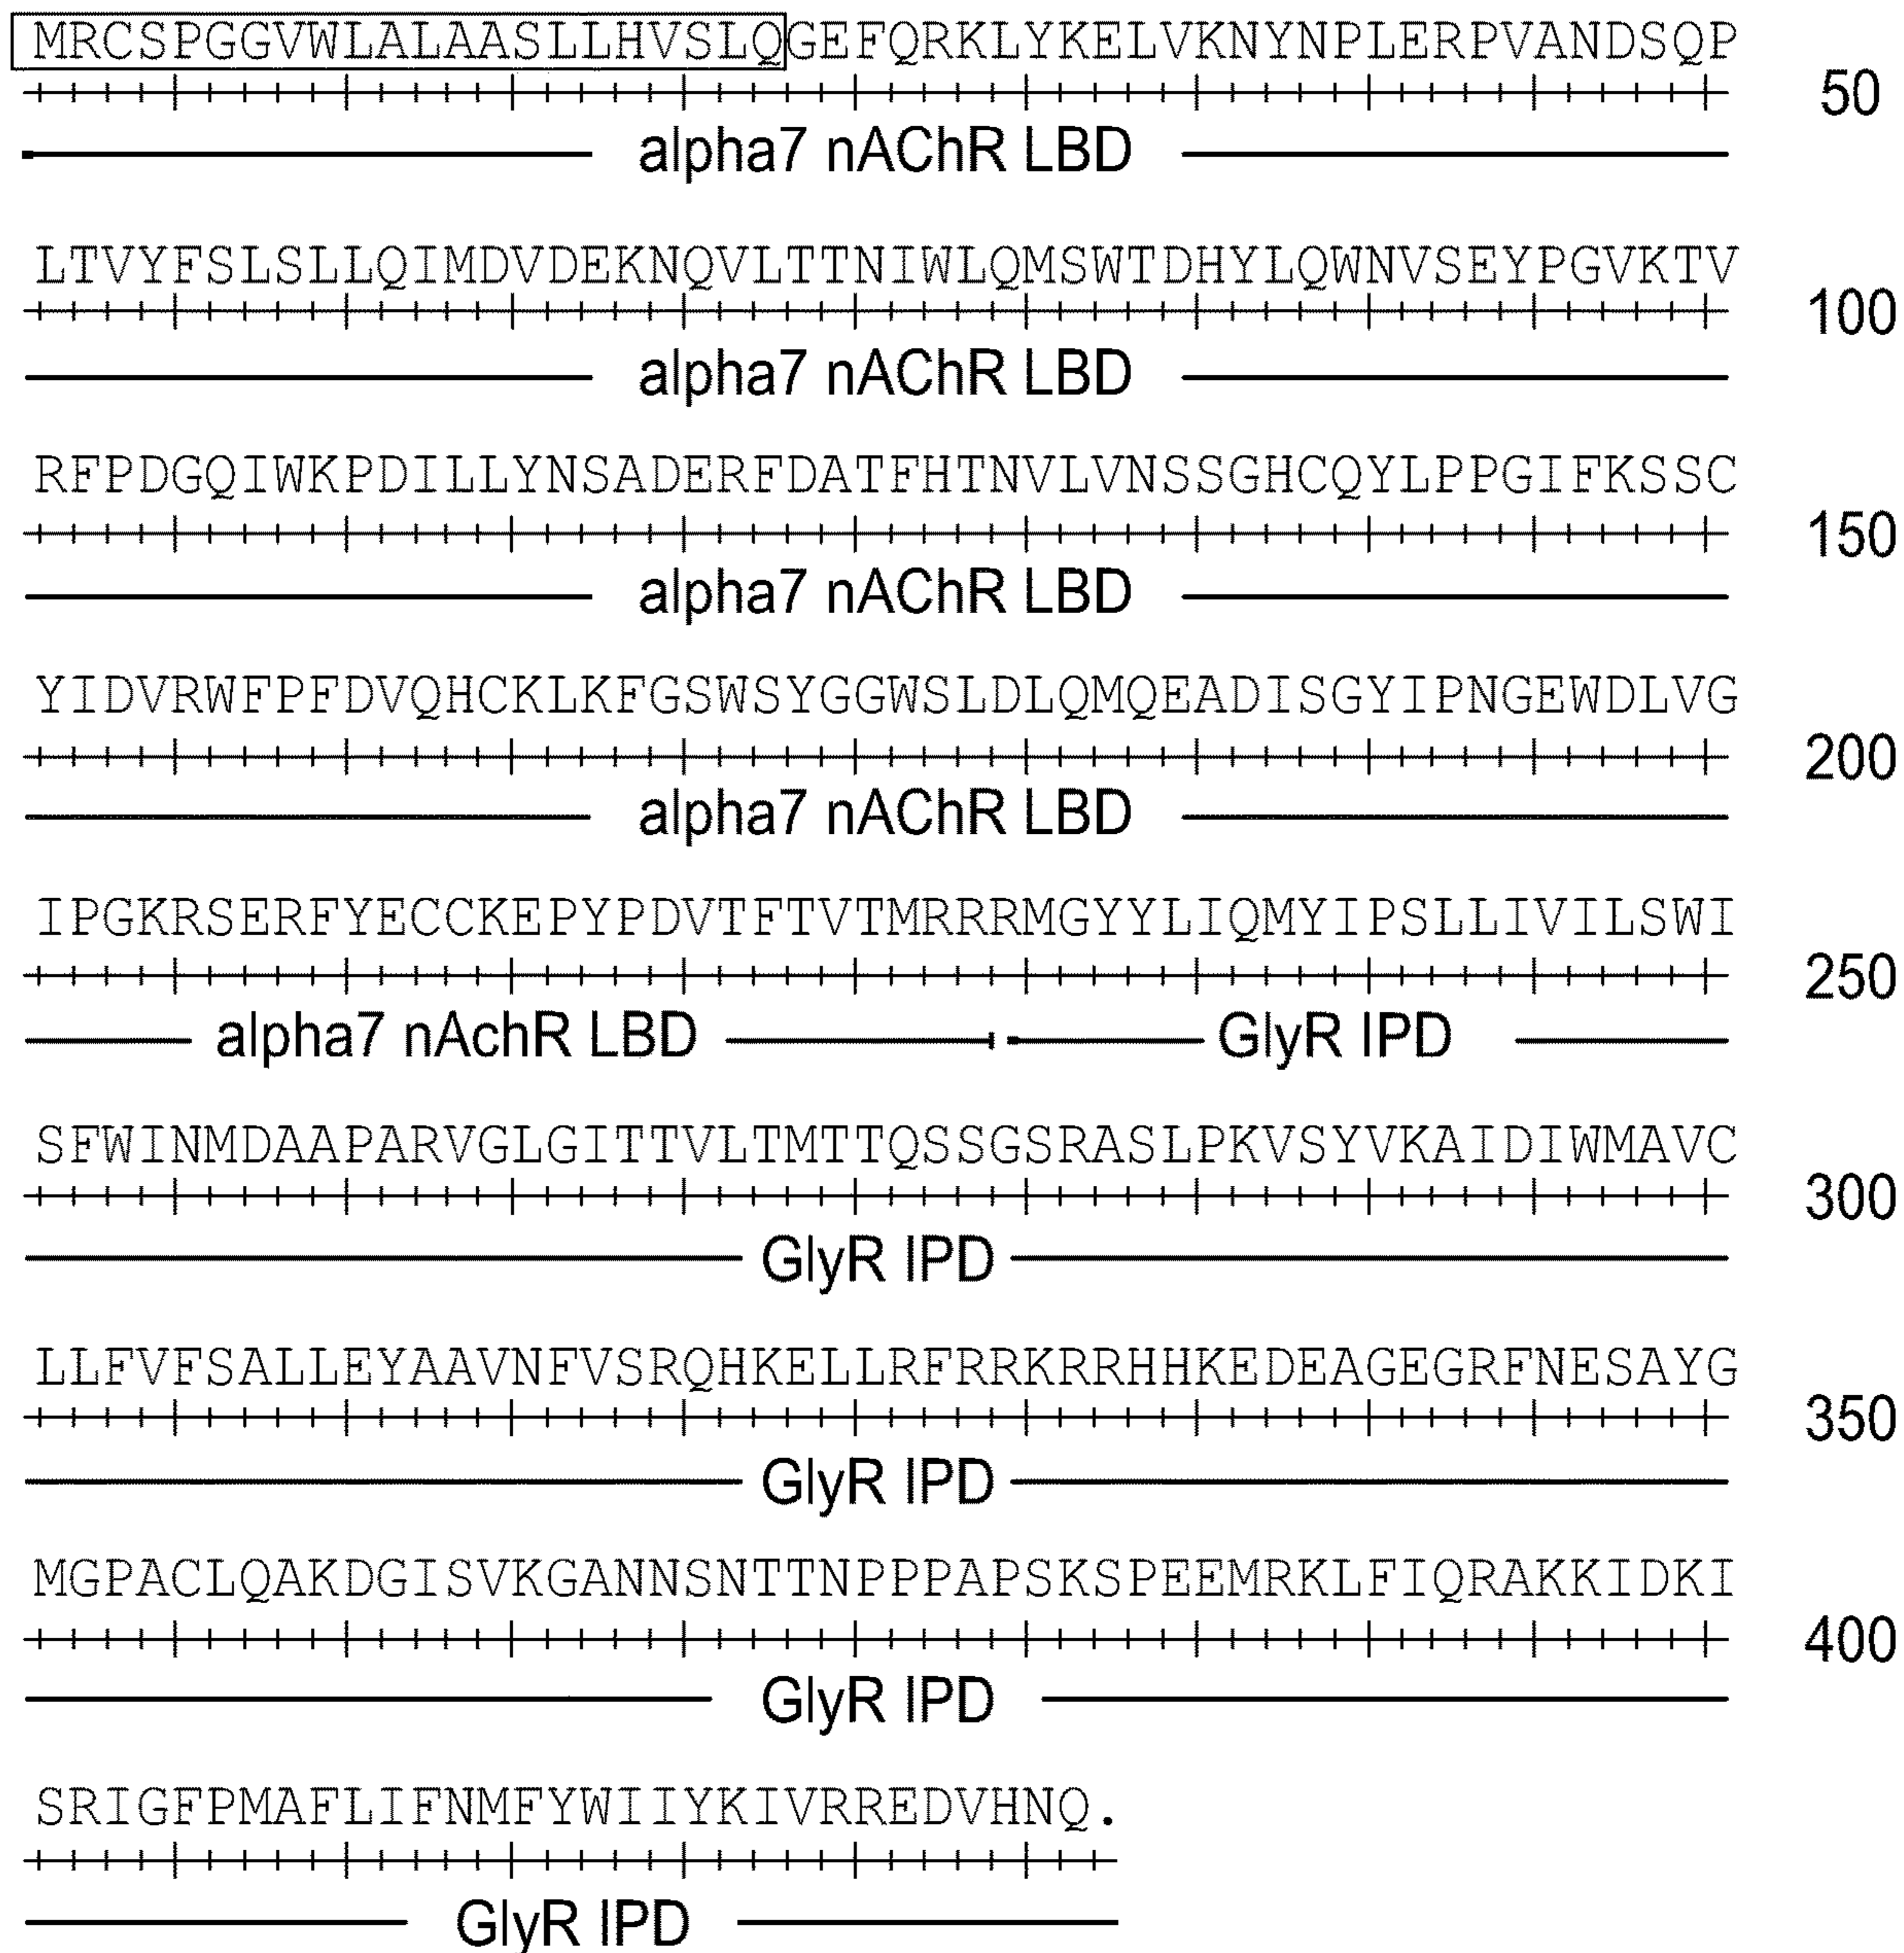 MRCSPGGVWLALAASLLHVSLQGEFQRKLYKELVKNYNPLERPVANDSQP
50
alpha7 nAChR LBD
LTVYFSLSLLQIMDVDEKNQVLTTNIWLQMSWTDHYLQWNVSEYPGVKTV
100
alpha7 nAChR LBD
RFPDGQIWKPDILLYNSADERFDATFHTNVLVNSSGHCQYLPPGIFKSSC
150
alpha7 nAChR LBD
YIDVRWFPFDVQHCKLKFGSWSYGGWSLDLQMQEADISGYIPNGEWDLVG
200
alpha7 nAChR LBD
IPGKRSERFYECCKEPYPDVTFTVTMRRRMGYYLIQMYIPSLLIVILSWI
250
alpha7 nAchR LBD GlyR IPD
SFWINMDAAPARVGLGITTVLTMTTQSSGSRASLPKVSYVKAIDIWMAVC
300
GlyR IPD
LLFVFSALLEYAAVNFVSRQHKELLRFRRKRRHHKEDEAGEGRFNESAYG
350
GlyR IPD
MGPACLQAKDGISVKGANNSNTTNPPPAPSKSPEEMRKLFIQRAKKIDKI
400
GlyR IPD
SRIGFPMAFLIFNMFYWIIYKIVRREDVHNQ.
GlyR IPD